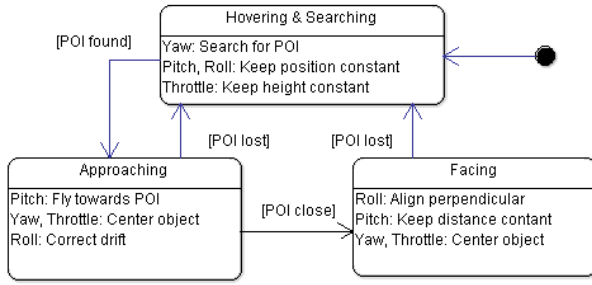 Hovering & Searching
[POI found]
Yaw: Search for POI
Pitch, Roll: Keep position constant
Throttle: Keep height constant
[POI lost]
[POI lost]
Approaching
Pitch: Fly towards POI
Yaw, Throttle: Center object
Roll: Correct drift
[POI close]
Facing
Roll: Align perpendicular
Pitch: Keep distance contant
Yaw, Throttle: Center object